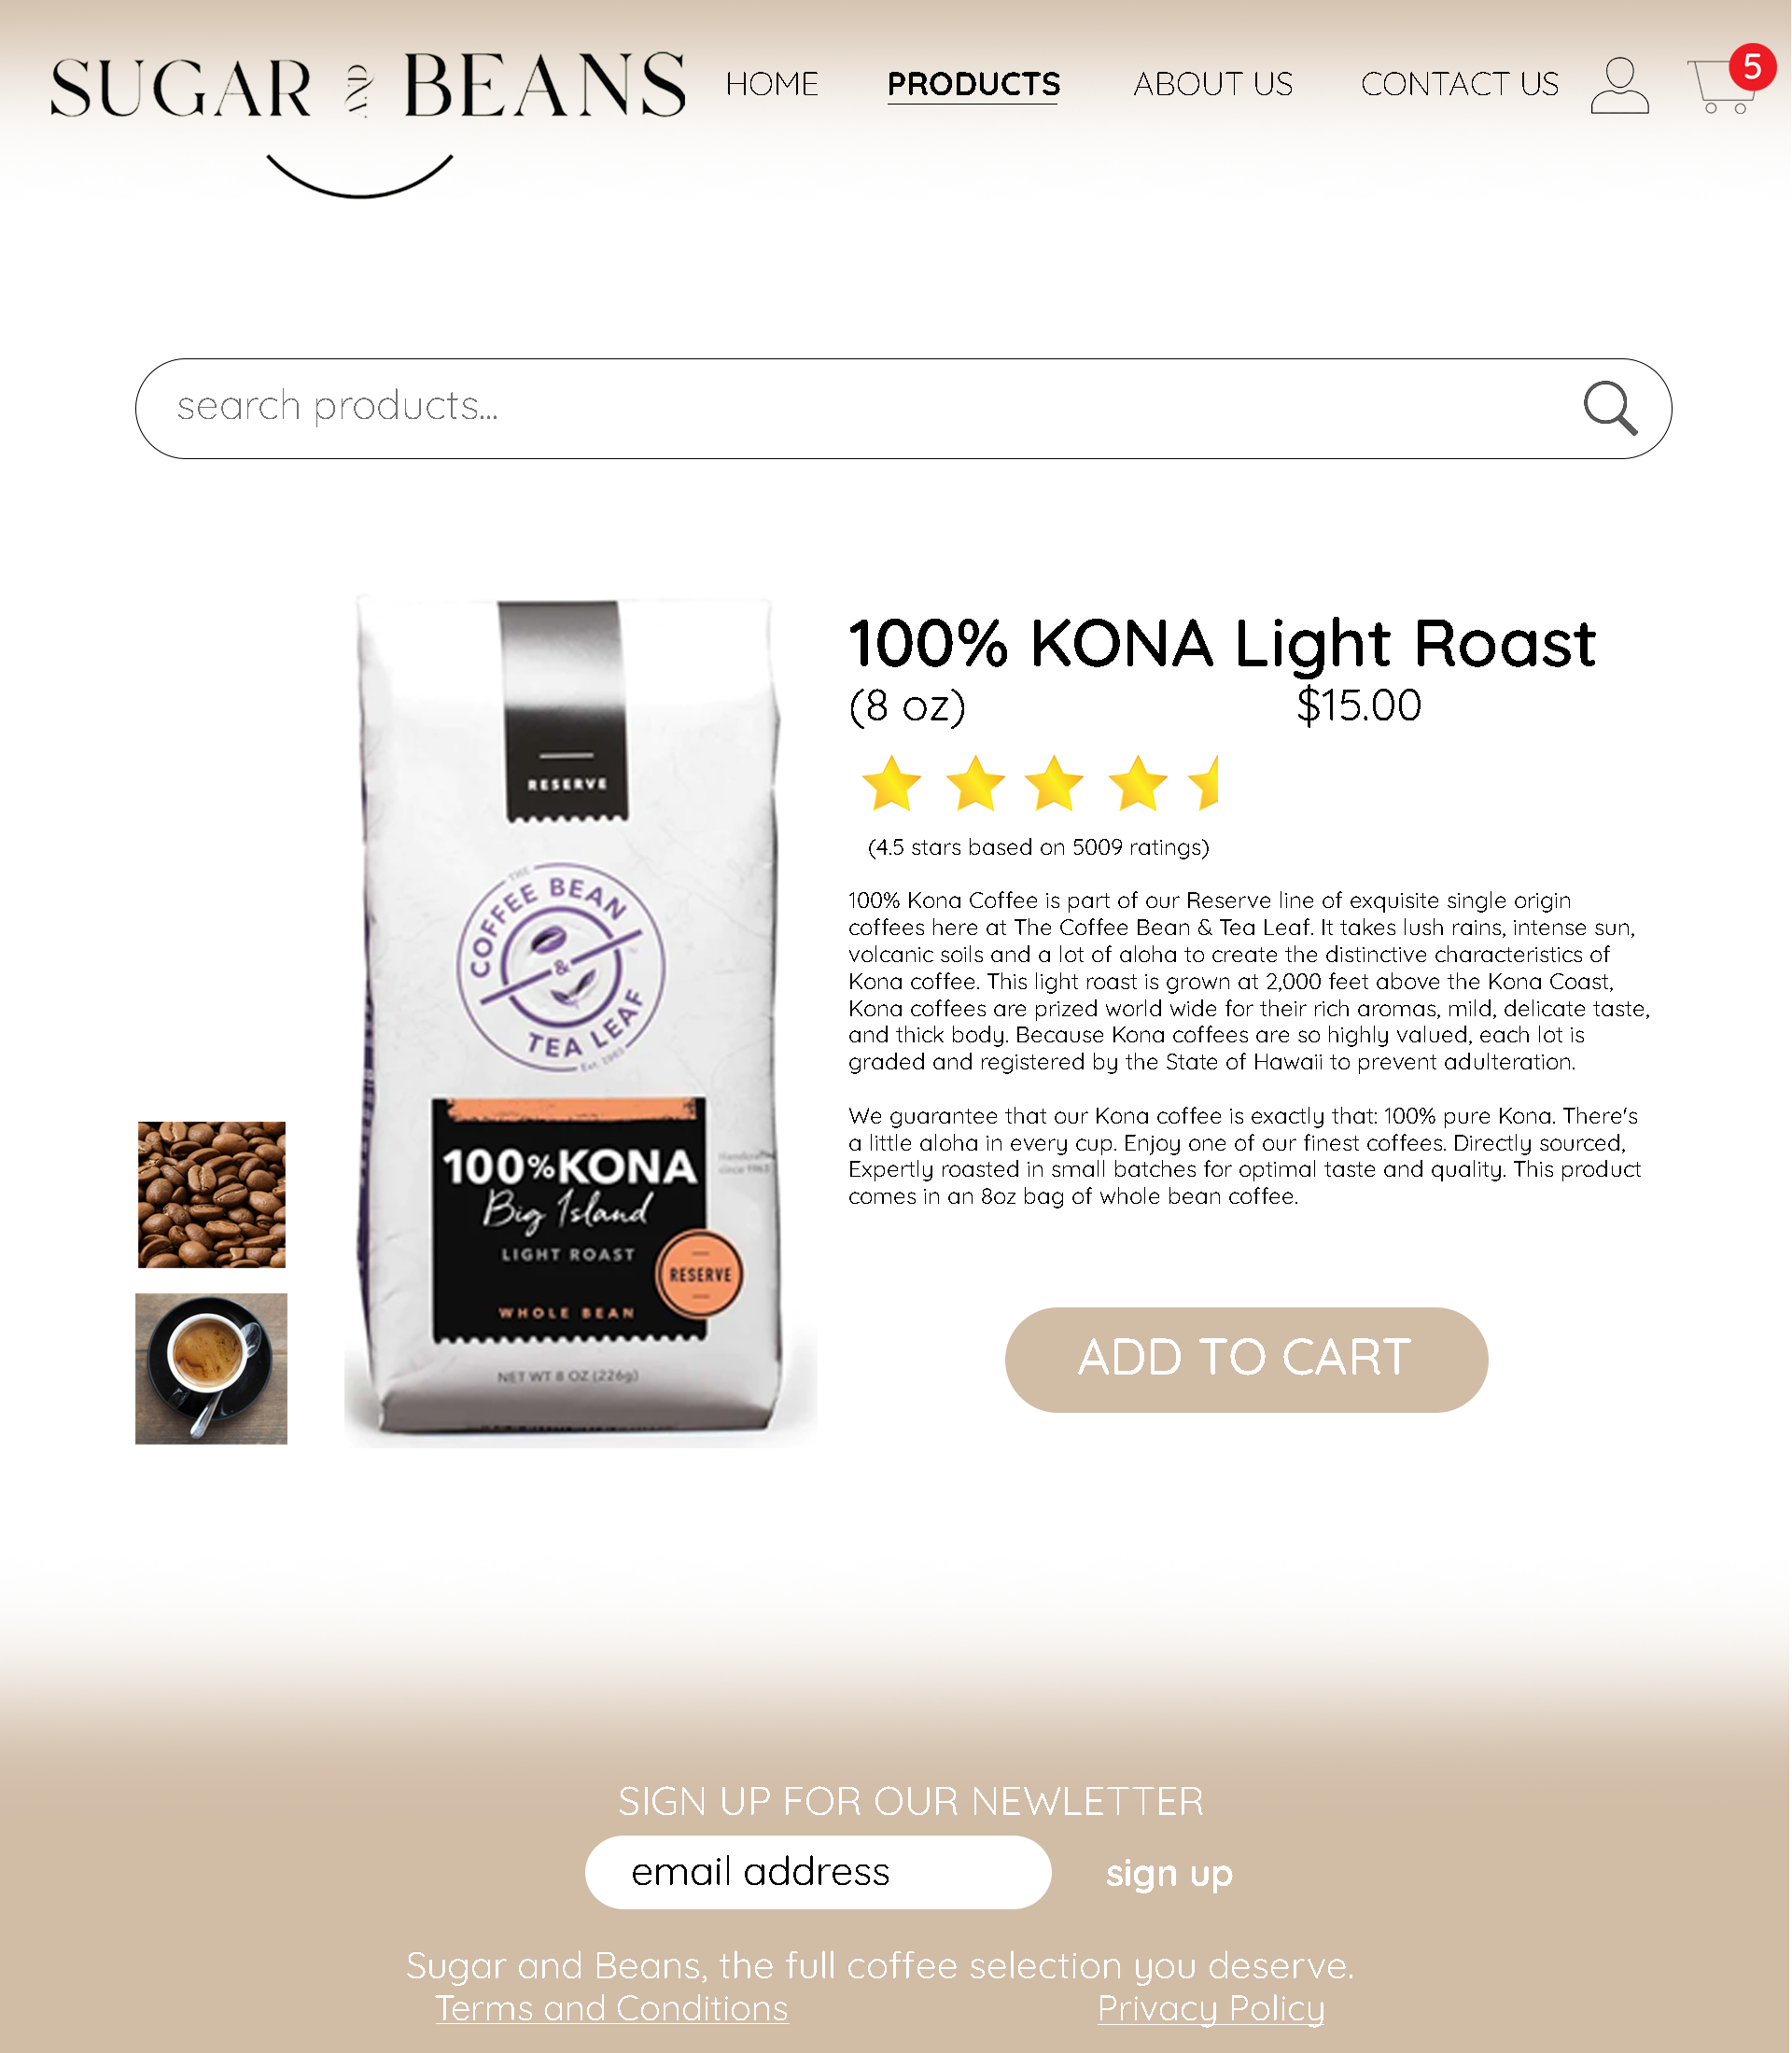 SUGAR AND BEANS
HOME
PRODUCTS
ABOUT US
CONTACT US
5
search products...
RESERVE
THE
COFFEE BEAN
&
TEA LEAF
Est. 1963
100%KONA
Big Island
LIGHT ROAST
WHOLE BEAN
RESERVE
since 1963
NET WT 8 OZ (226g)
100% KONA Light Roast
(8 oz) $15.00
(4.5 stars based on 5009 ratings)
100% Kona Coffee is part of our Reserve line of exquisite single origin
coffees here at The Coffee Bean & Tea Leaf. It takes lush rains, intense sun,
volcanic soils and a lot of aloha to create the distinctive characteristics of
Kona coffee. This light roast is grown at 2,000 feet above the Kona Coast,
Kona coffees are prized world wide for their rich aromas, mild, delicate taste,
and thick body. Because Kona coffees are so highly valued, each lot is
graded and registered by the State of Hawaii to prevent adulteration.
We guarantee that our Kona coffee is exactly that: 100% pure Kona. There's
a little aloha in every cup. Enjoy one of our finest coffees. Directly sourced,
Expertly roasted in small batches for optimal taste and quality. This product
comes in an 8oz bag of whole bean coffee.
ADD TO CART
SIGN UP FOR OUR NEWLETTER
email address
sign up
Sugar and Beans, the full coffee selection you deserve.
Terms and Conditions
Privacy Policy